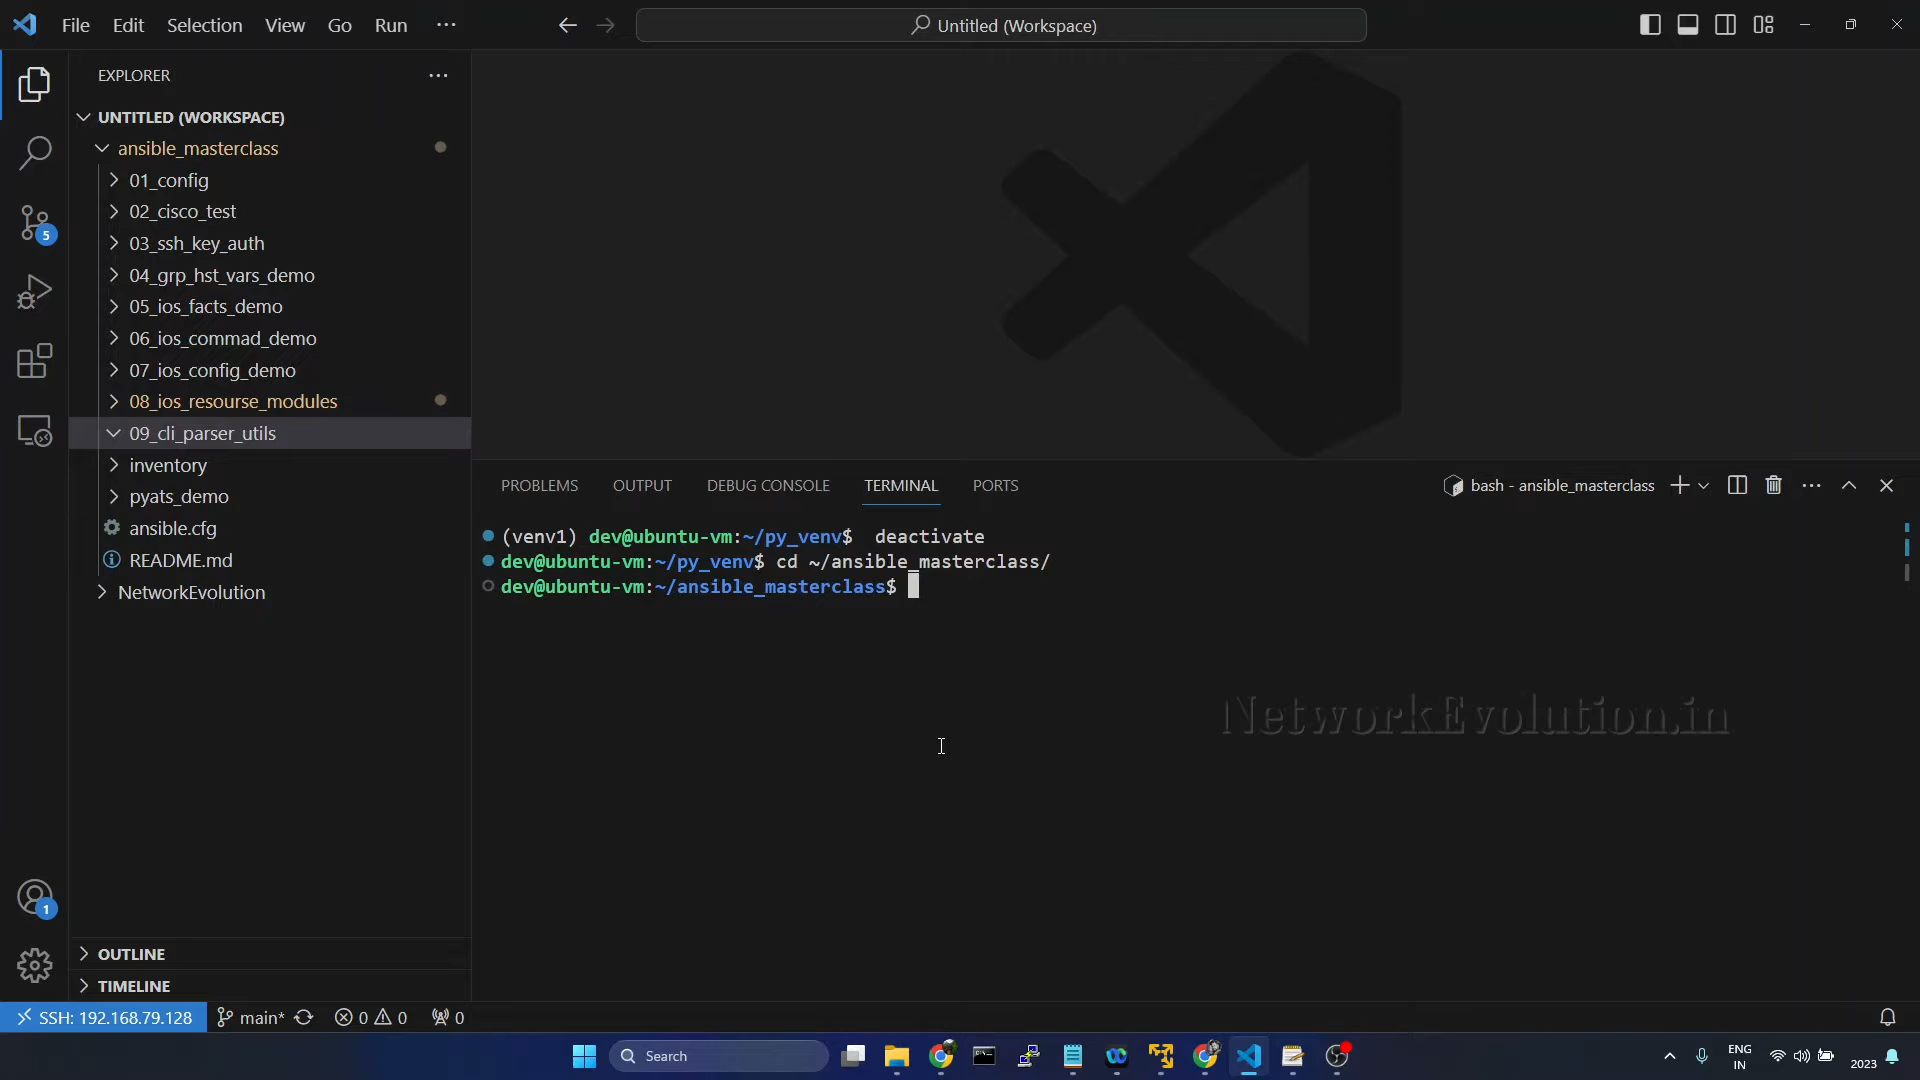 File Edit Selection View Go Run ···
Untitled (Workspace)
EXPLORER ···
UNTITLED (WORKSPACE)
ansible_masterclass
01_config
02_cisco_test
03_ssh_key_auth
04_grp_hst_vars_demo
05_ios_facts_demo
06_ios_commad_demo
07_ios_config_demo
08_ios_resourse_modules
09_cli_parser_utils
inventory
pyats_demo
ansible.cfg
README.md
NetworkEvolution
OUTLINE
TIMELINE
5
1
PROBLEMS OUTPUT DEBUG CONSOLE TERMINAL PORTS
bash - ansible_masterclass
(venv1) dev@ubuntu-vm:~/py_venv$  deactivate
dev@ubuntu-vm:~/py_venv$ cd ~/ansible_masterclass/
dev@ubuntu-vm:~/ansible_masterclass$
NetworkEvolution.in
SSH: 192.168.79.128 main* 0 0 0
Search
ENG
IN
2023